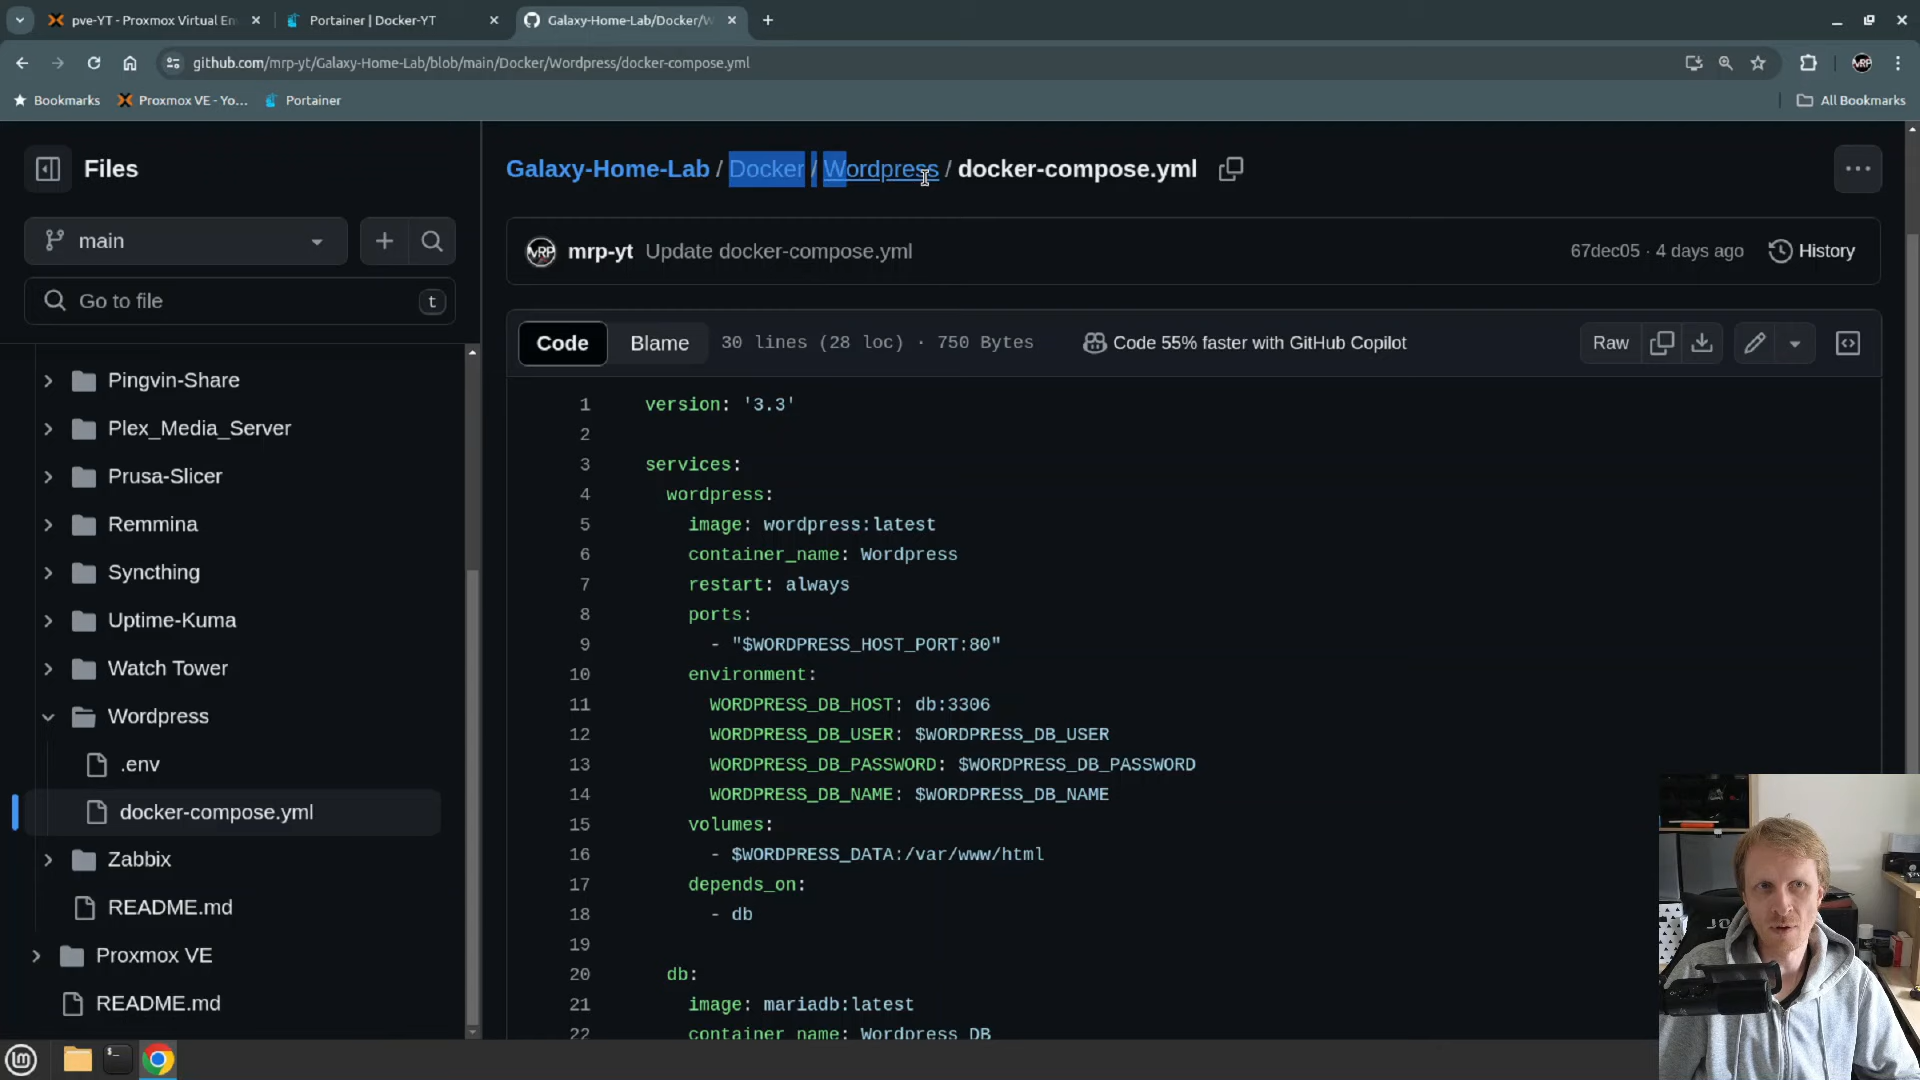 pve-YT - Proxmox Virtual En
Portainer | Docker-YT
Galaxy-Home-Lab/Docker/W
github.com/mrp-yt/Galaxy-Home-Lab/blob/main/Docker/Wordpress/docker-compose.yml
MRP
Bookmarks
Proxmox VE - Yo...
Portainer
All Bookmarks
Files
main
Go to file
t
Pingvin-Share
Plex_Media_Server
Prusa-Slicer
Remmina
Syncthing
Uptime-Kuma
Watch Tower
Wordpress
.env
docker-compose.yml
Zabbix
README.md
Proxmox VE
README.md
Galaxy-Home-Lab / Docker / Wordpress / docker-compose.yml
MRP
mrp-yt Update docker-compose.yml
67dec05 · 4 days ago
History
Code
Blame
30 lines (28 loc) · 750 Bytes
Code 55% faster with GitHub Copilot
Raw
1 version: '3.3'
2
3 services:
4 wordpress:
5 image: wordpress:latest
6 container_name: Wordpress
7 restart: always
8 ports:
9 - "$WORDPRESS_HOST_PORT:80"
10 environment:
11 WORDPRESS_DB_HOST: db:3306
12 WORDPRESS_DB_USER: $WORDPRESS_DB_USER
13 WORDPRESS_DB_PASSWORD: $WORDPRESS_DB_PASSWORD
14 WORDPRESS_DB_NAME: $WORDPRESS_DB_NAME
15 volumes:
16 - $WORDPRESS_DATA:/var/www/html
17 depends_on:
18 - db
19
20 db:
21 image: mariadb:latest
22 container_name: Wordpress_DB